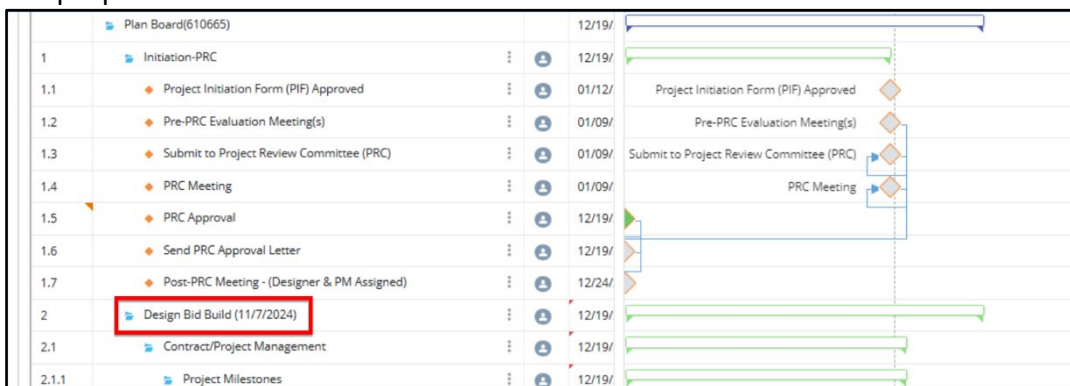 Plan Board(610665) 12/19/
1 Initiation-PRC 12/19/
1.1 Project Initiation Form (PIF) Approved 01/12/ Project Initiation Form (PIF) Approved
1.2 Pre-PRC Evaluation Meeting(s) 01/09/ Pre-PRC Evaluation Meeting(s)
1.3 Submit to Project Review Committee (PRC) 01/09/ Submit to Project Review Committee (PRC)
1.4 PRC Meeting 01/09/ PRC Meeting
1.5 PRC Approval 12/19/
1.6 Send PRC Approval Letter 12/19/
1.7 Post-PRC Meeting - (Designer & PM Assigned) 12/24/
2 Design Bid Build (11/7/2024) 12/19/
2.1 Contract/Project Management 12/19/
2.1.1 Project Milestones 12/19/